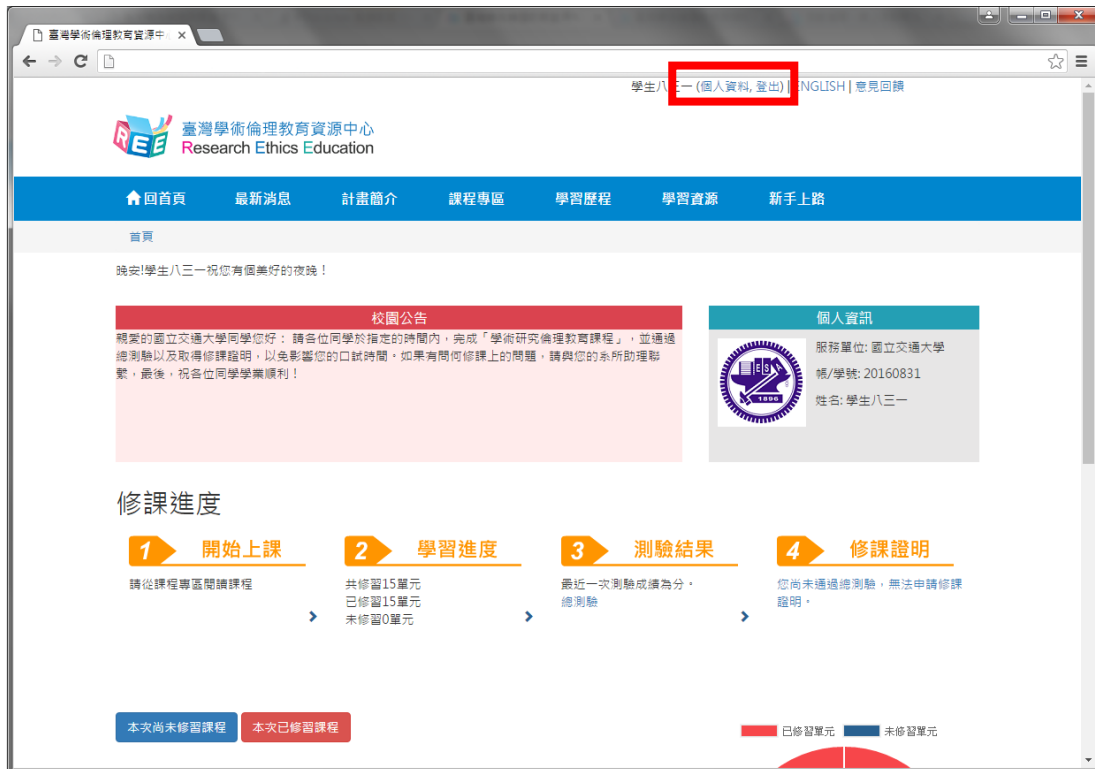 臺灣學術倫理教育資源中
學生八三一 (個人資料, 登出) | ENGLISH | 意見回饋
REE
臺灣學術倫理教育資源中心
Research Ethics Education
回首頁 最新消息 計畫簡介 課程專區 學習歷程 學習資源 新手上路
首頁
晚安!學生八三一祝您有個美好的夜晚！
校園公告
親愛的國立交通大學同學您好： 請各位同學於指定的時間內，完成「學術研究倫理教育課程」，並通過
總測驗以及取得修課證明，以免影響您的口試時間。如果有問何修課上的問題，請與您的系所助理聯
繫，最後，祝各位同學學業順利！
個人資訊
服務單位: 國立交通大學
帳/學號: 20160831
姓名: 學生八三一
ES
1896
修課進度
1 開始上課
請從課程專區閱讀課程
2 學習進度
共修習15單元
已修習15單元
未修習0單元
3 測驗結果
最近一次測驗成績為分。
總測驗
4 修課證明
您尚未通過總測驗，無法申請修課
證明。
本次尚未修習課程 本次已修習課程
已修習單元 未修習單元